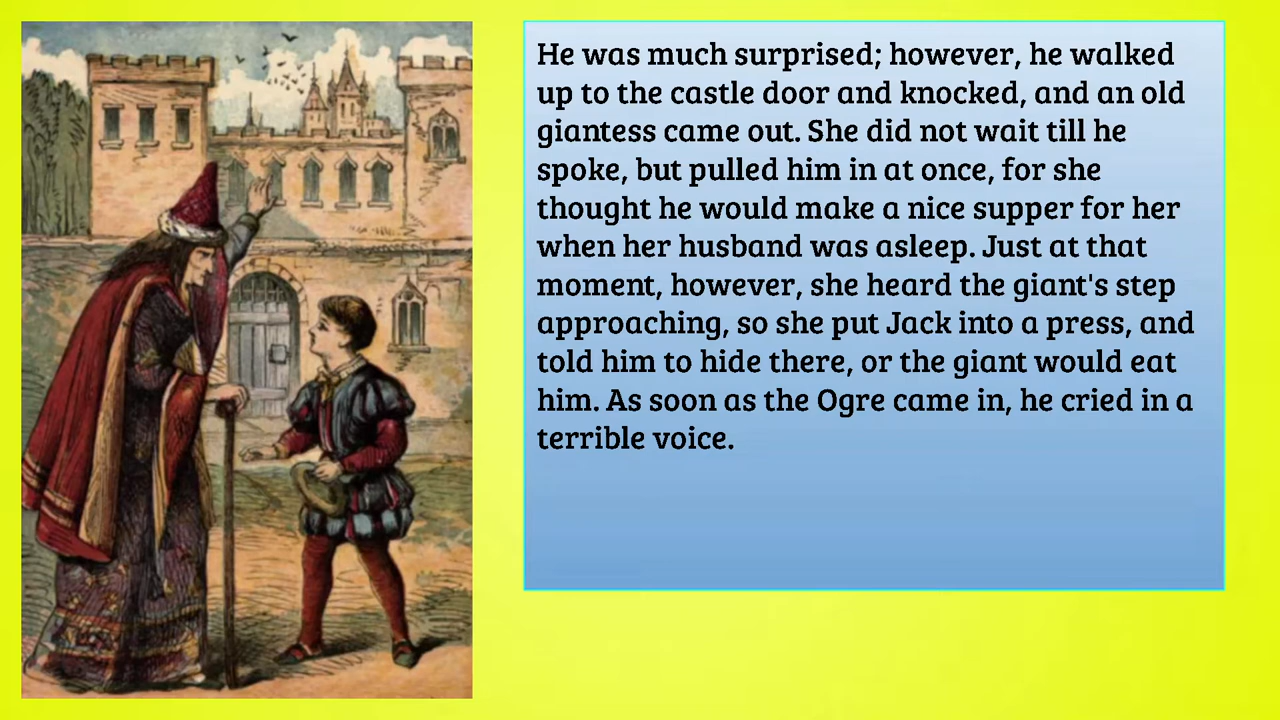 He was much surprised; however, he walked
up to the castle door and knocked, and an old
giantess came out. She did not wait till he
spoke, but pulled him in at once, for she
thought he would make a nice supper for her
when her husband was asleep. Just at that
moment, however, she heard the giant's step
approaching, so she put Jack into a press, and
told him to hide there, or the giant would eat
him. As soon as the Ogre came in, he cried in a
terrible voice.